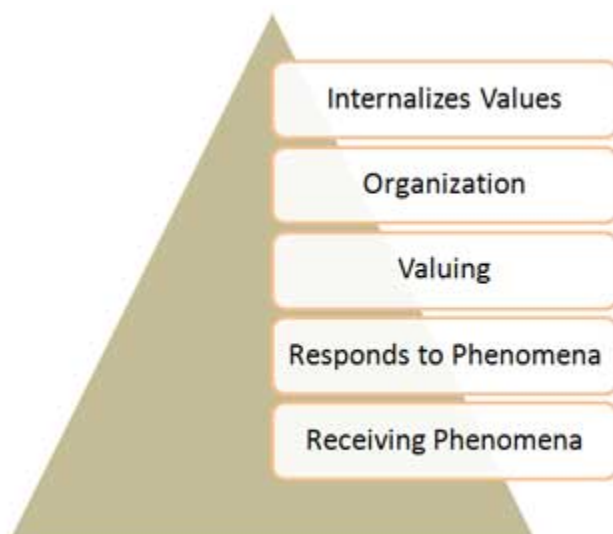 Internalizes Values
Organization
Valuing
Responds to Phenomena
Receiving Phenomena